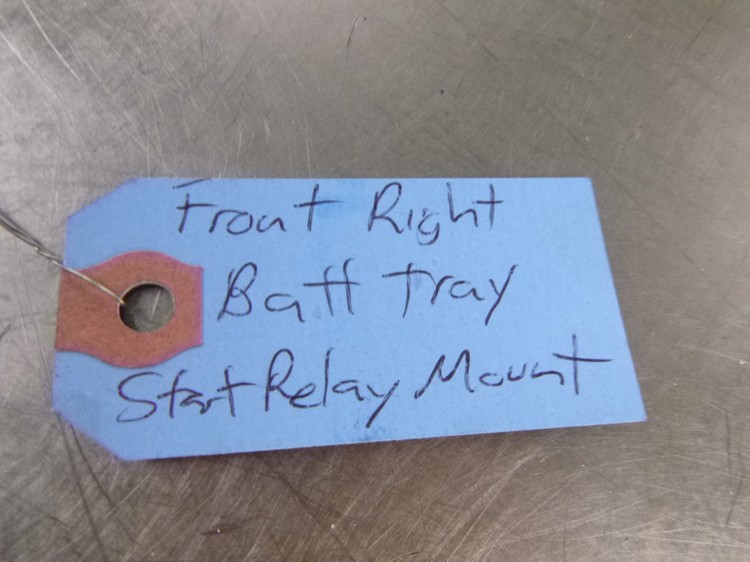 Front Right
Batt Tray
Start Relay Mount